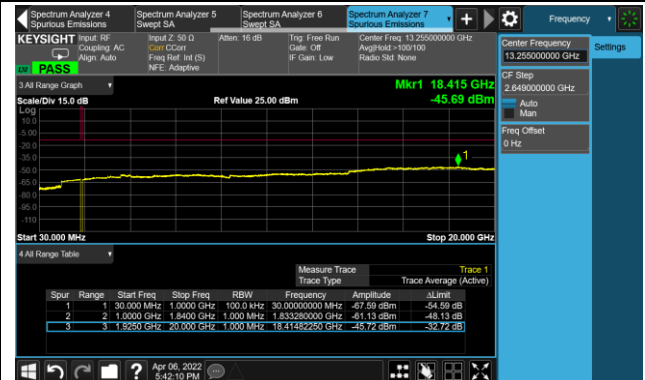 Spectrum Analyzer 4
Spurious Emissions
Spectrum Analyzer 5
Swept SA
Spectrum Analyzer 6
Swept SA
Spectrum Analyzer 7
Spurious Emissions
Frequency
KEYSIGHT
Input: RF
Coupling: AC
Align: Auto
Input Z: 50 Ω
Corr CCorr
Freq Ref: Int (S)
NFE: Adaptive
Atten: 16 dB
Trig: Free Run
Gate: Off
IF Gain: Low
Center Freq: 13.255000000 GHz
Avg|Hold:>100/100
Radio Std: None
PASS
3 All Range Graph
Mkr1 18.415 GHz
Scale/Div 15.0 dB
Ref Value 25.00 dBm
-45.69 dBm
Log
10.0
-5.00
-20.0
-35.0
-50.0
-65.0
-80.0
-95.0
-110
1
Start 30.000 MHz
Stop 20.000 GHz
4 All Range Table
Measure Trace Trace 1
Trace Type Trace Average (Active)
Spur Range Start Freq Stop Freq RBW Frequency Amplitude ΔLimit
1 1 30.000 MHz 1.0000 GHz 100.0 kHz 30.00000000 MHz -67.59 dBm -54.59 dB
2 2 1.0000 GHz 1.8400 GHz 1.000 MHz 1.833280000 GHz -61.13 dBm -48.13 dB
3 3 1.9250 GHz 20.000 GHz 1.000 MHz 18.41482250 GHz -45.72 dBm -32.72 dB
Apr 06, 2022
5:42:10 PM
Center Frequency
13.255000000 GHz
Settings
CF Step
2.649000000 GHz
Auto
Man
Freq Offset
0 Hz